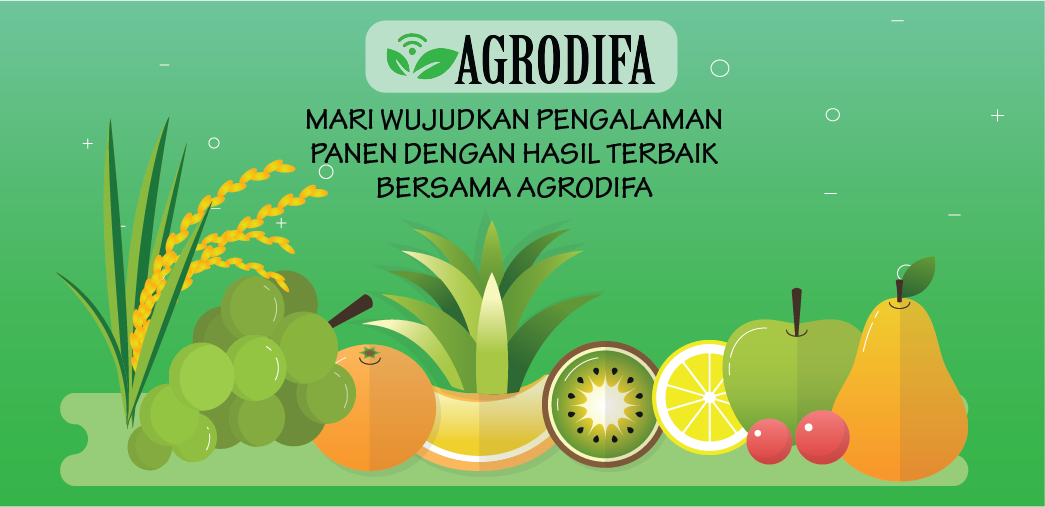 AGRODIFA
MARI WUJUDKAN PENGALAMAN
PANEN DENGAN HASIL TERBAIK
BERSAMA AGRODIFA